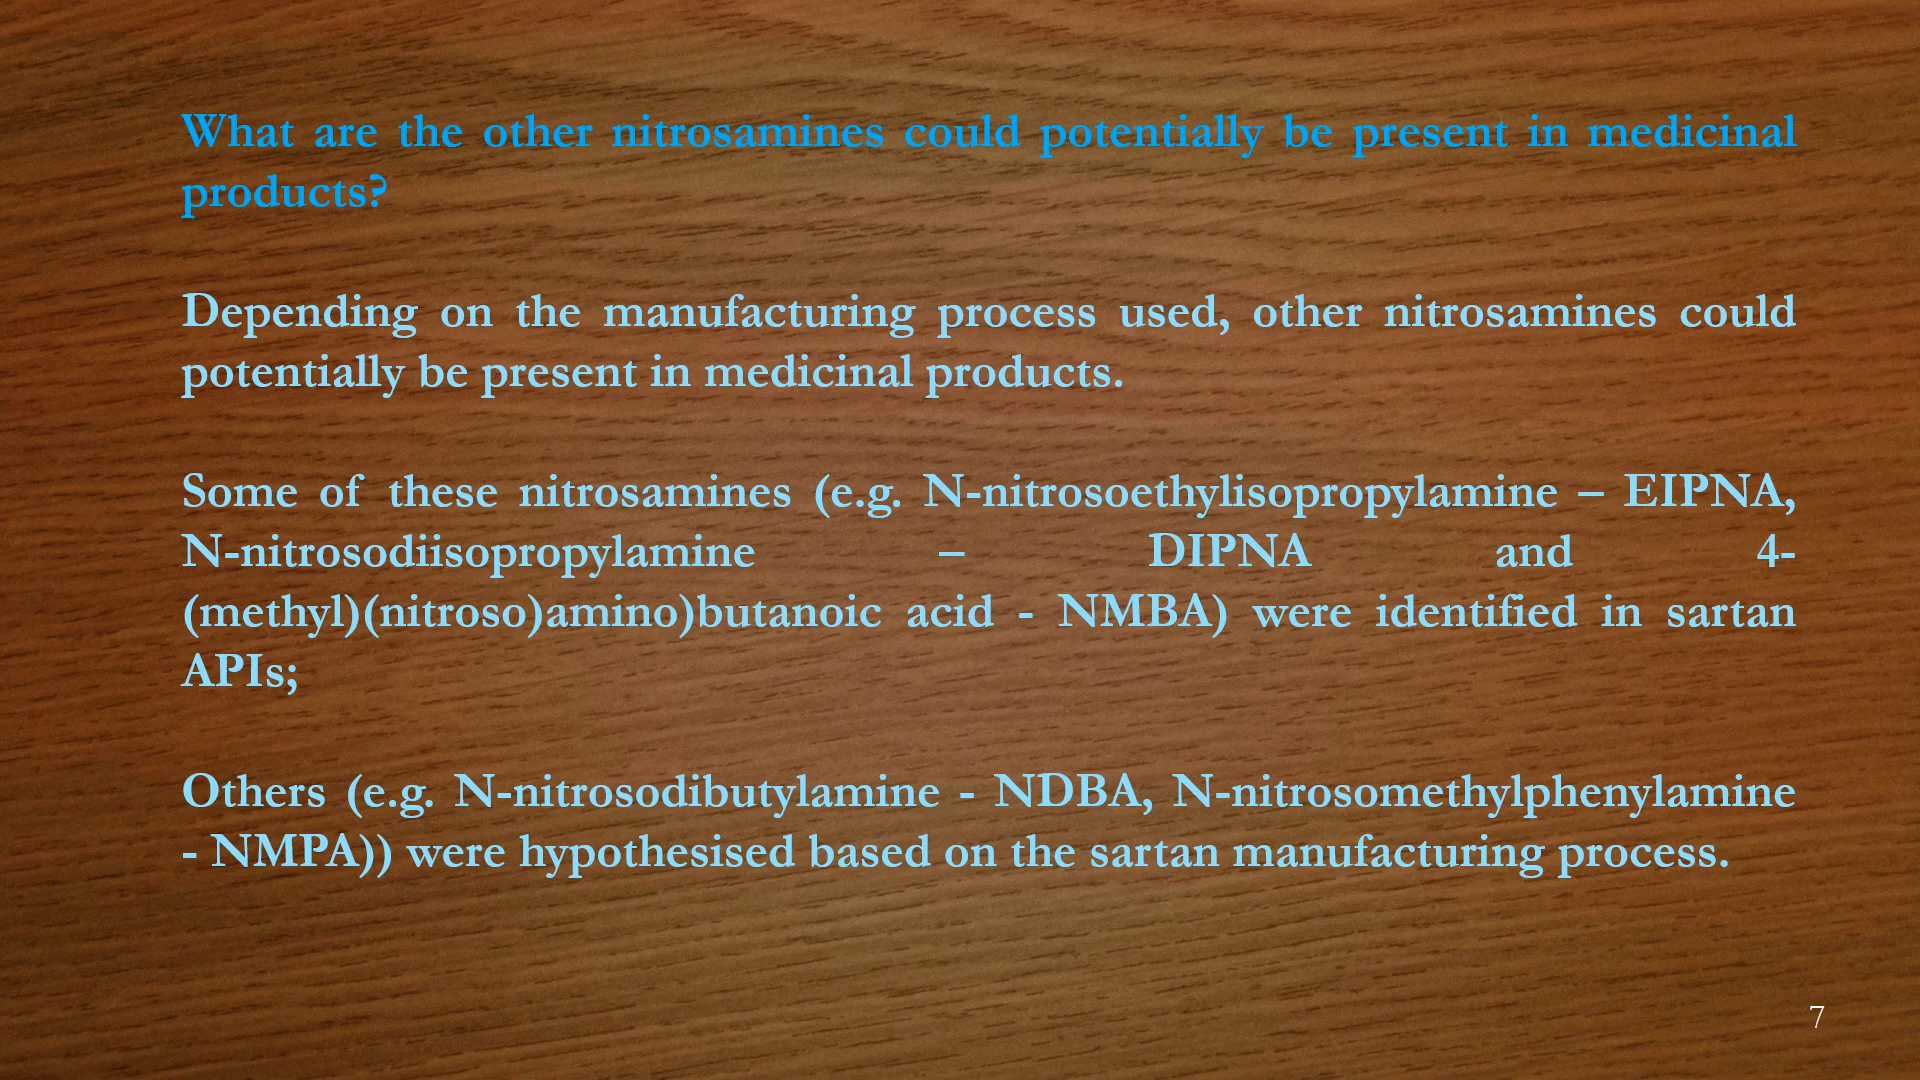 What are the other nitrosamines could potentially be present in medicinal
products?
Depending on the manufacturing process used, other nitrosamines could
potentially be present in medicinal products.
Some of these nitrosamines (e.g. N-nitrosoethylisopropylamine – EIPNA,
N-nitrosodiisopropylamine – DIPNA and 4-
(methyl)(nitroso)amino)butanoic acid - NMBA) were identified in sartan
APIs;
Others (e.g. N-nitrosodibutylamine - NDBA, N-nitrosomethylphenylamine
- NMPA)) were hypothesised based on the sartan manufacturing process.
7